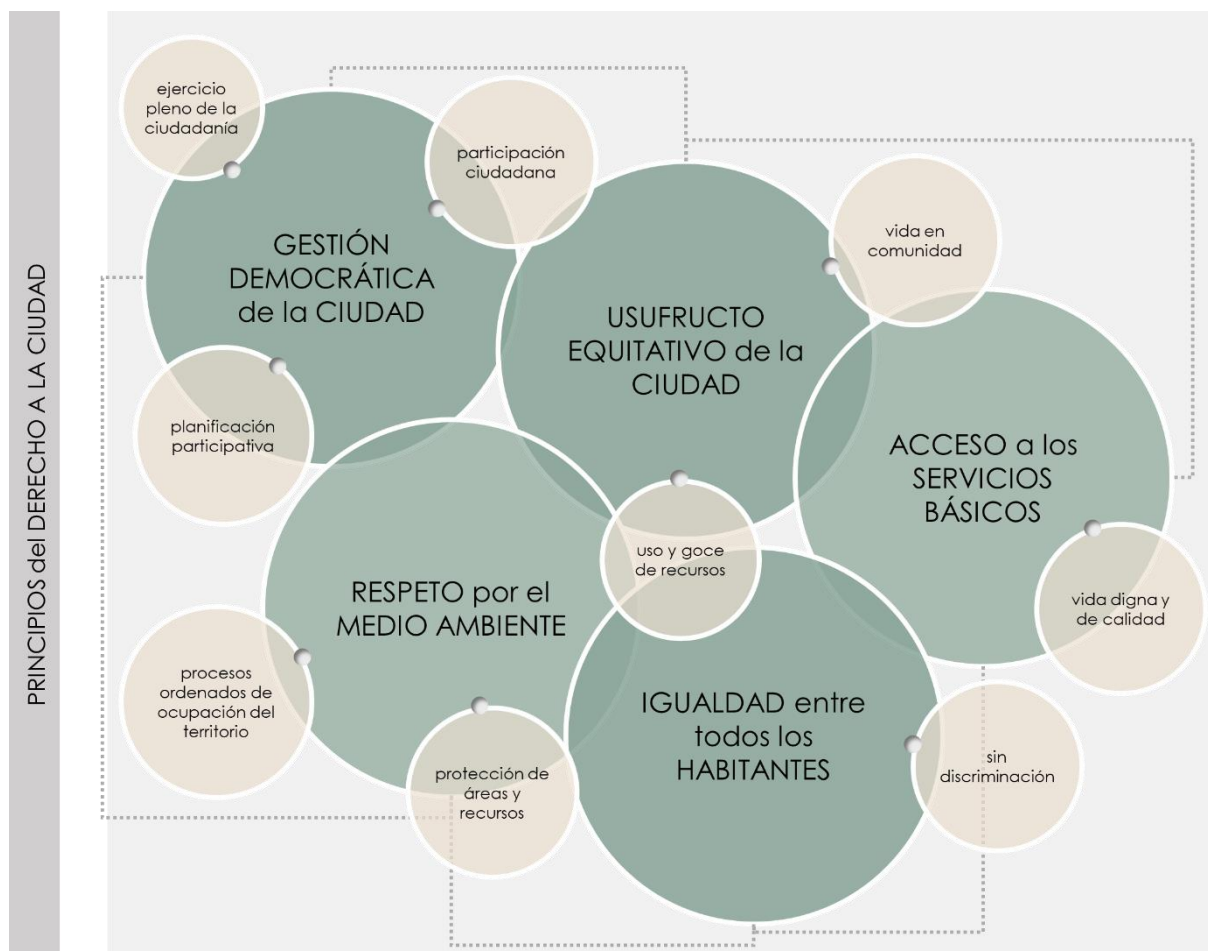 PRINCIPIOS del DERECHO A LA CIUDAD
ejercicio
pleno de la
ciudadanía
participación
ciudadana
GESTIÓN
DEMOCRÁTICA
de la CIUDAD
vida en
comunidad
USUFRUCTO
EQUITATIVO de la
CIUDAD
planificación
participativa
ACCESO a los
SERVICIOS
BÁSICOS
uso y goce
de recursos
RESPETO por el
MEDIO AMBIENTE
vida digna y
de calidad
procesos
ordenados de
ocupación del
territorio
IGUALDAD entre
todos los
HABITANTES
protección de
áreas y
recursos
sin
discriminación